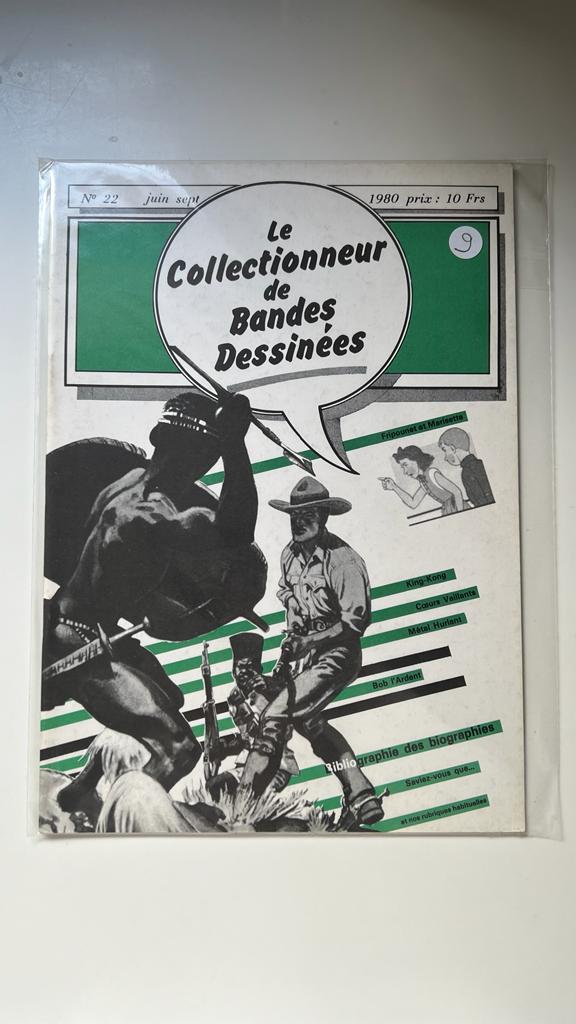 N° 22 juin sept 1980 prix : 10 Frs
9
Le
Collectionneur
de
Bandes
Dessinées
Fripounet et Marisette
King-Kong
Cœurs Vaillants
Métal Hurlant
Bob l'Ardent
Bibliographie des biographies
Saviez-vous que...
et nos rubriques habituelles